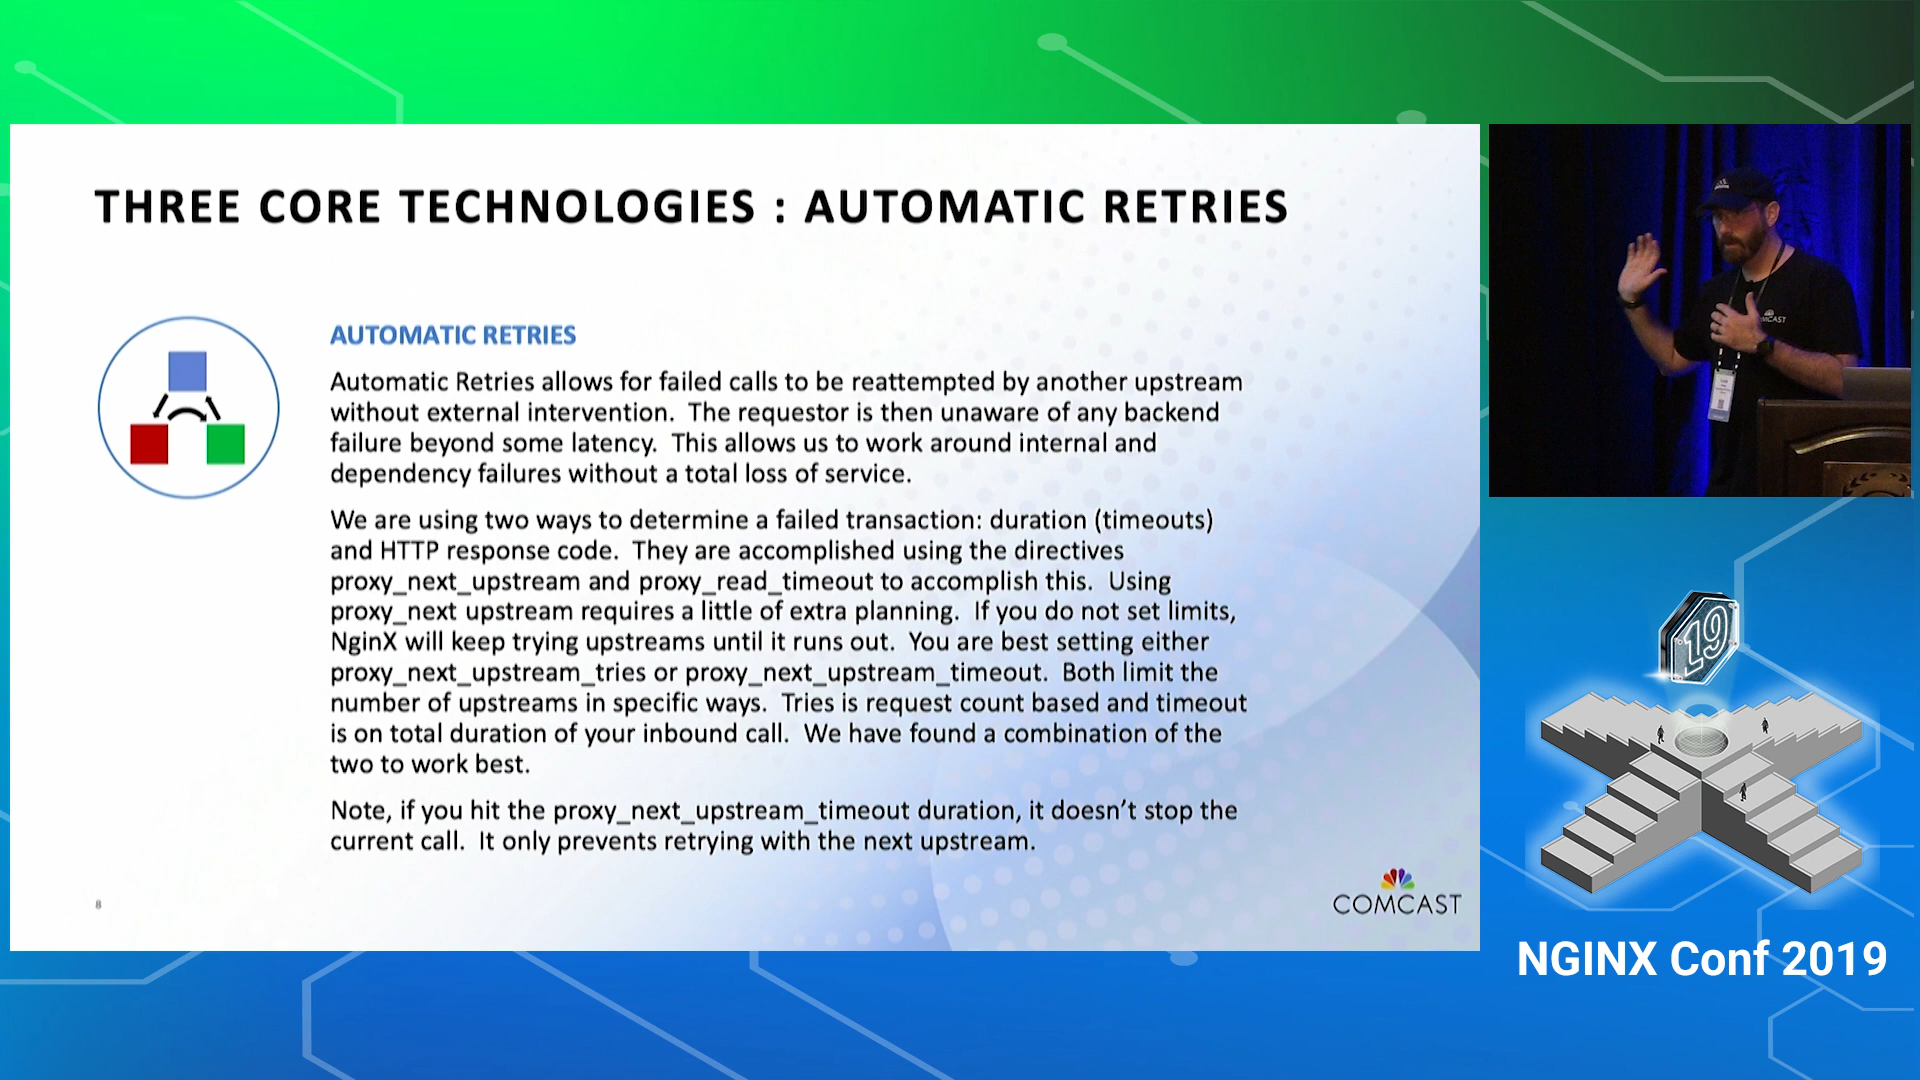 THREE CORE TECHNOLOGIES : AUTOMATIC RETRIES
AUTOMATIC RETRIES
Automatic Retries allows for failed calls to be reattempted by another upstream
without external intervention. The requestor is then unaware of any backend
failure beyond some latency. This allows us to work around internal and
dependency failures without a total loss of service.
We are using two ways to determine a failed transaction: duration (timeouts)
and HTTP response code. They are accomplished using the directives
proxy_next_upstream and proxy_read_timeout to accomplish this. Using
proxy_next upstream requires a little of extra planning. If you do not set limits,
NginX will keep trying upstreams until it runs out. You are best setting either
proxy_next_upstream_tries or proxy_next_upstream_timeout. Both limit the
number of upstreams in specific ways. Tries is request count based and timeout
is on total duration of your inbound call. We have found a combination of the
two to work best.
Note, if you hit the proxy_next_upstream_timeout duration, it doesn't stop the
current call. It only prevents retrying with the next upstream.
8
COMCAST
19
NGINX Conf 2019